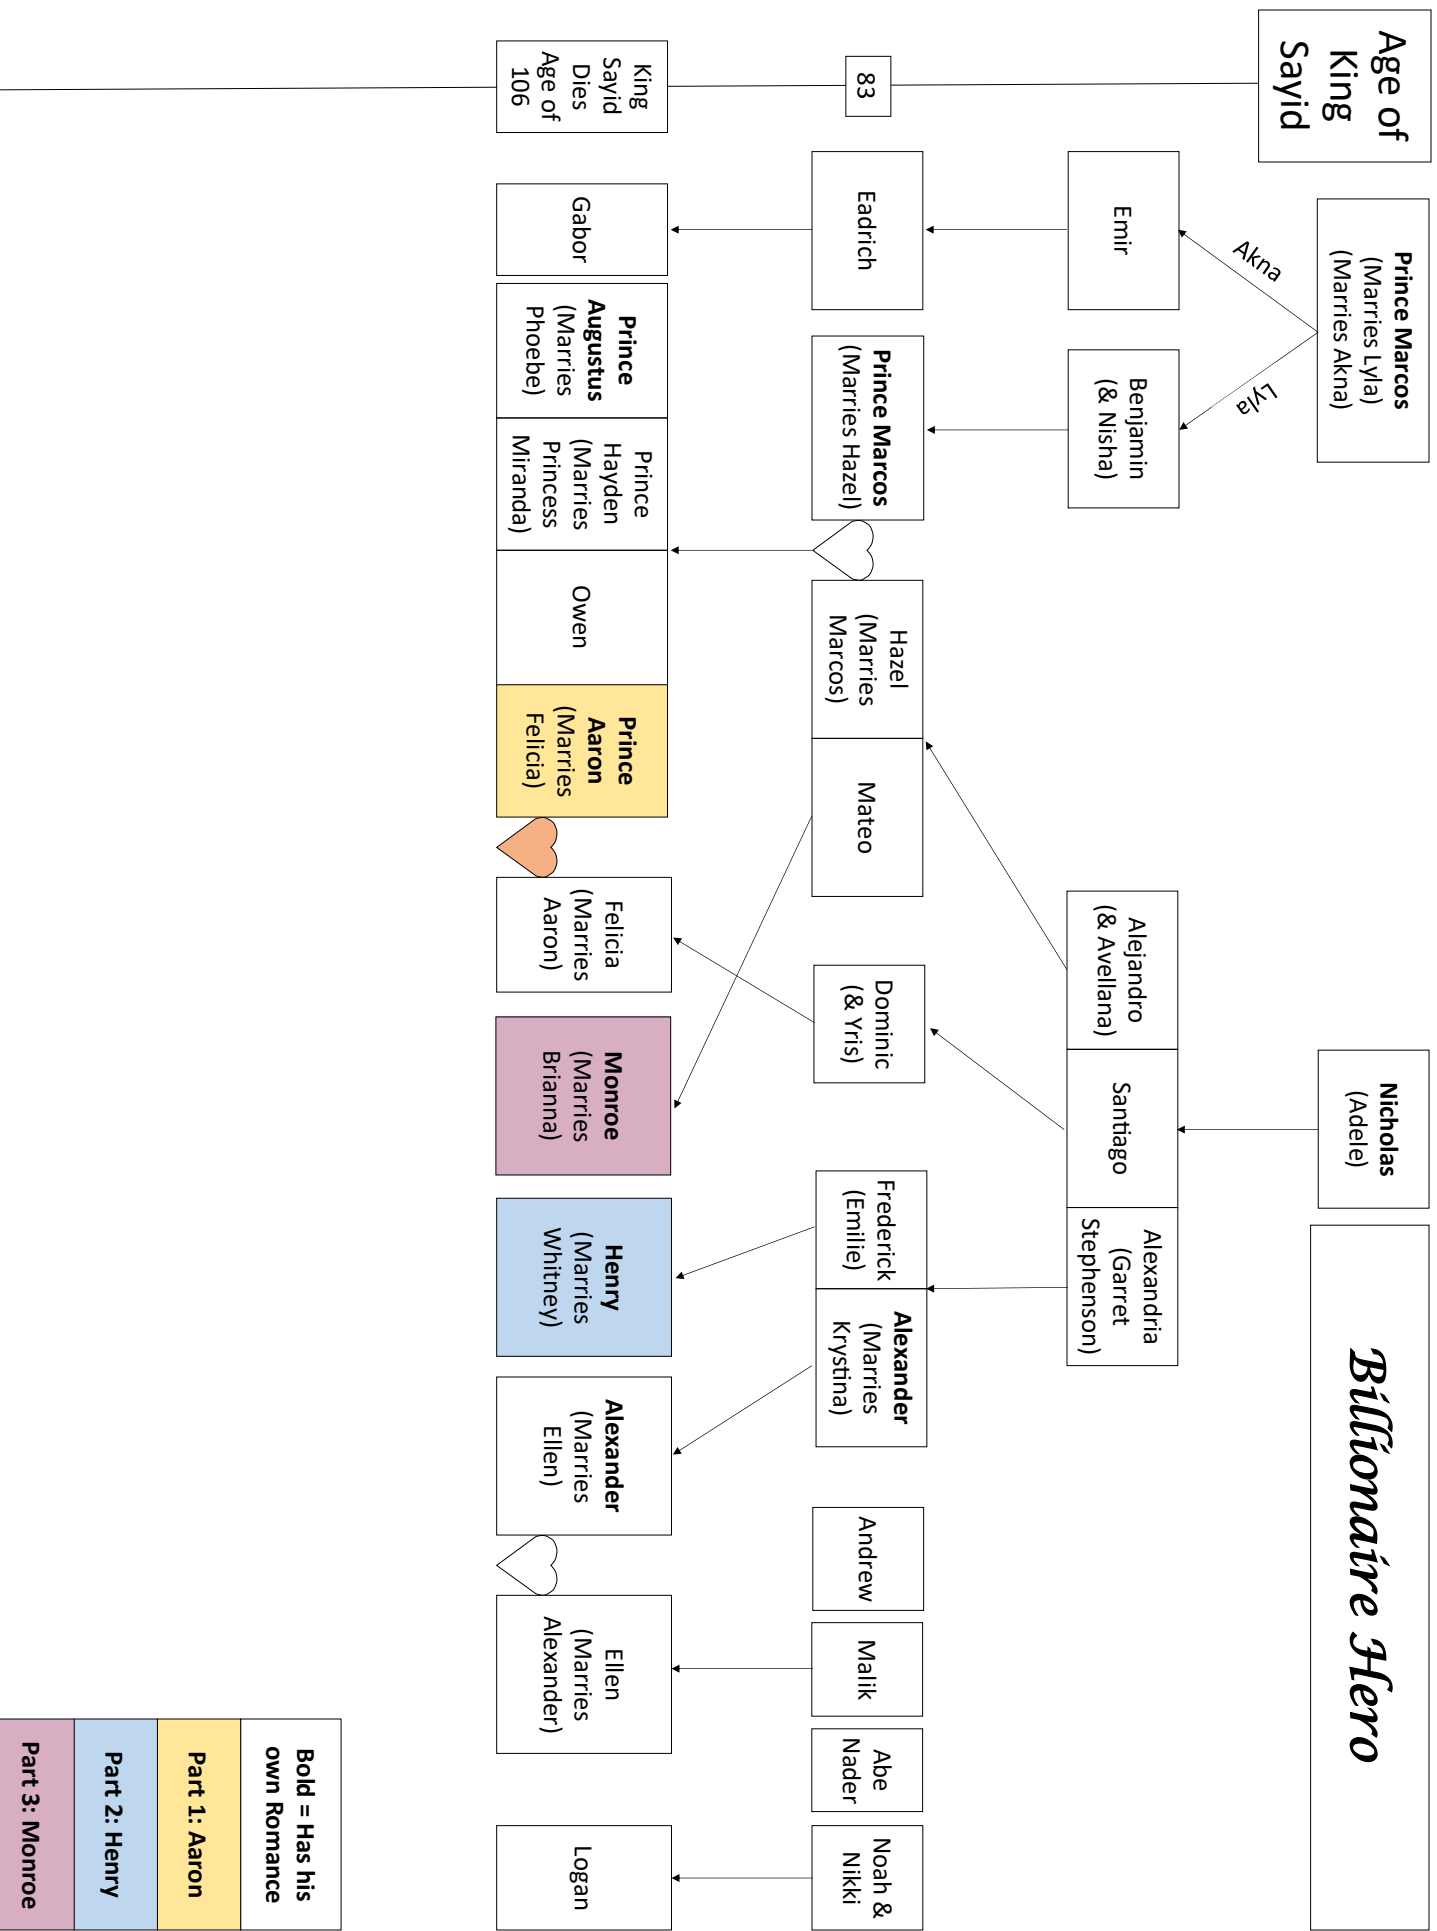 Age of
King
Sayid
Billionaire Hero
Prince Marcos
(Marries Lyla)
(Marries Akna)
Nicholas
(Adele)
Akna
Lyla
Emir
Benjamin
(& Nisha)
Alejandro
(& Avellana)
Santiago
Alexandria
(Garret
Stephenson)
83
Eadrich
Prince Marcos
(Marries Hazel)
Hazel
(Marries
Marcos)
Mateo
Dominic
(& Yris)
Frederick
(Emilie)
Alexander
(Marries
Krystina)
Andrew
Malik
Abe
Nader
Noah &
Nikki
King
Sayid
Dies
Age of
106
Gabor
Prince
Augustus
(Marries
Phoebe)
Prince
Hayden
(Marries
Princess
Miranda)
Owen
Prince
Aaron
(Marries
Felicia)
Felicia
(Marries
Aaron)
Monroe
(Marries
Brianna)
Henry
(Marries
Whitney)
Alexander
(Marries
Ellen)
Ellen
(Marries
Alexander)
Logan
Bold = Has his
own Romance
Part 1: Aaron
Part 2: Henry
Part 3: Monroe